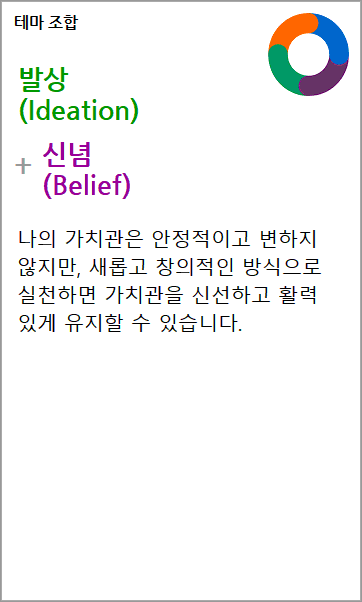 테마 조합
발상
(Ideation)
+ 신념
(Belief)
나의 가치관은 안정적이고 변하지
않지만, 새롭고 창의적인 방식으로
실천하면 가치관을 신선하고 활력
있게 유지할 수 있습니다.